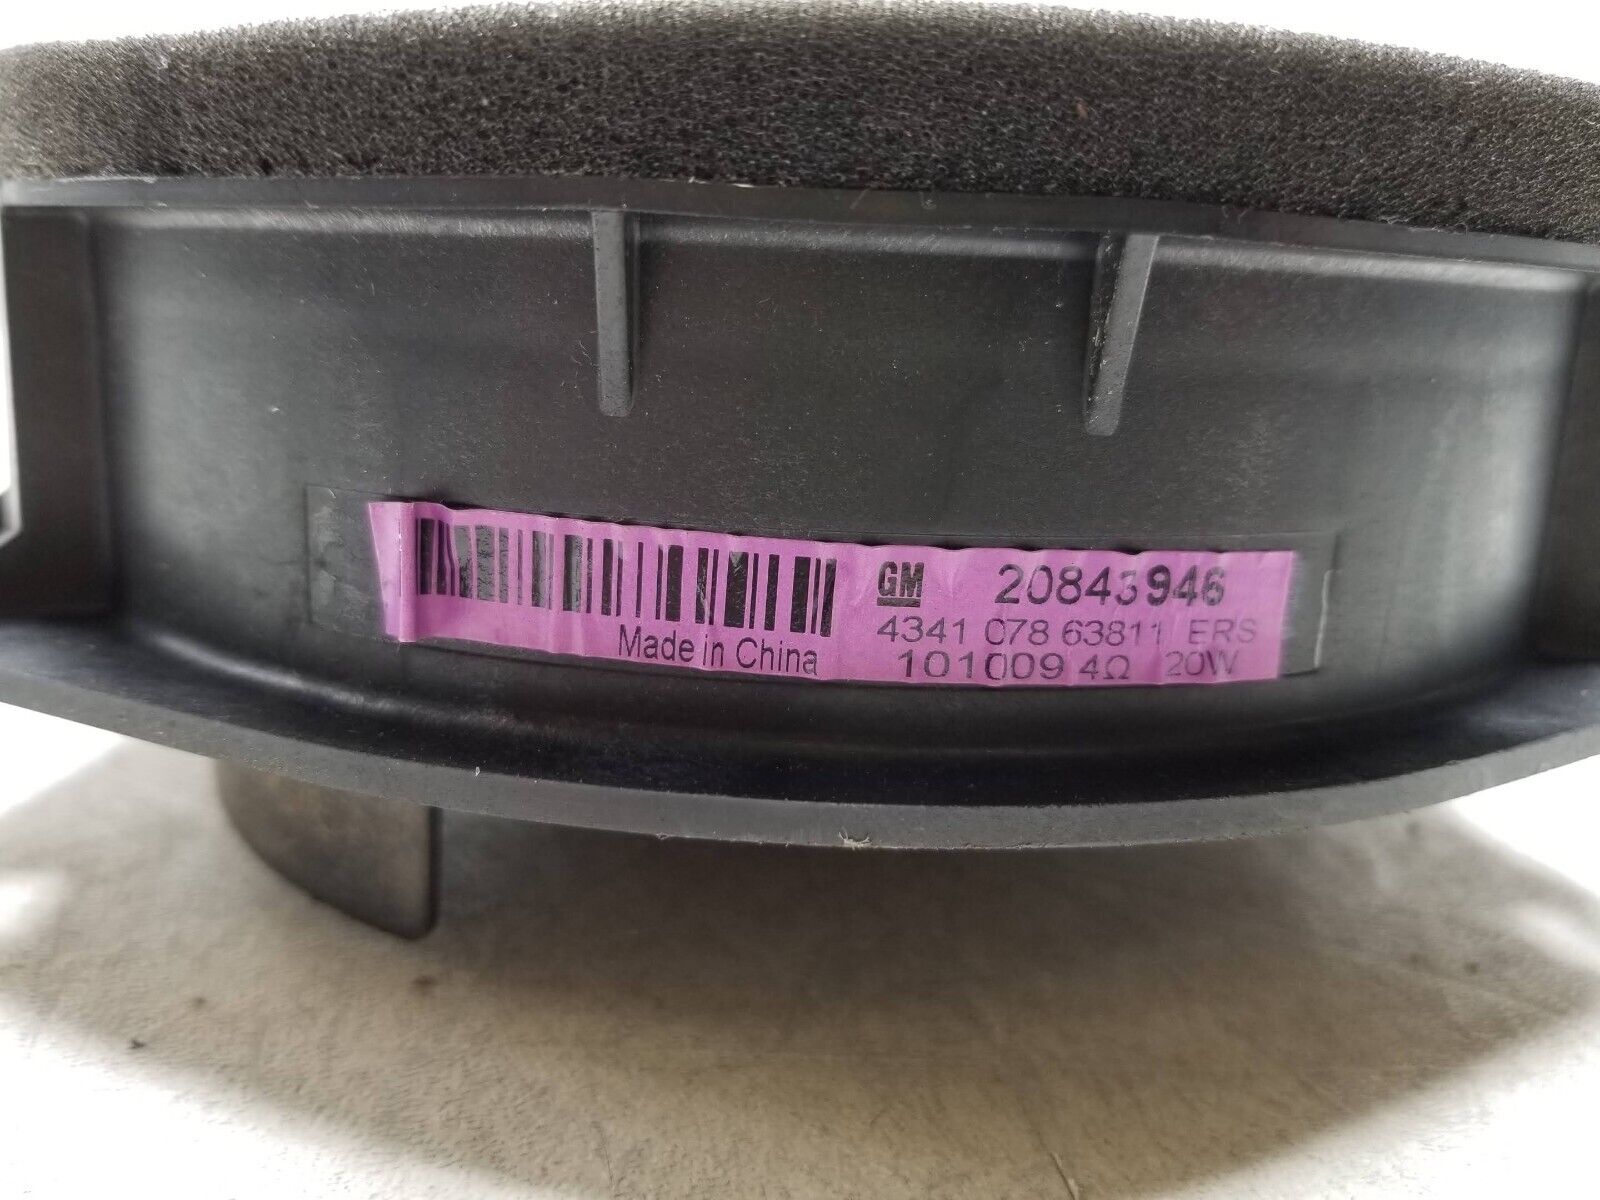 GM 20843946
4341 078 63811 ERS
Made in China 101009 4Ω 20W